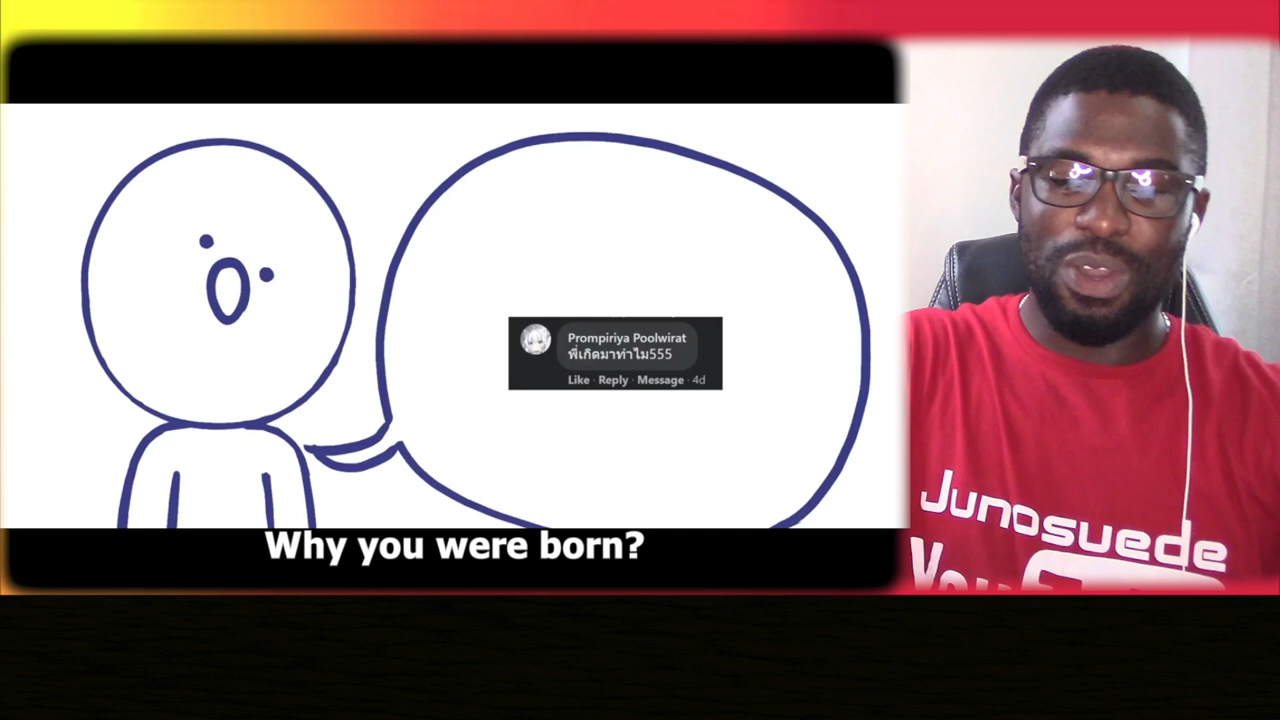 Prompiriya Poolwirat
พี่เกิดมาทำไม555
Like · Reply · Message · 4d
Why you were born?
Junosuede